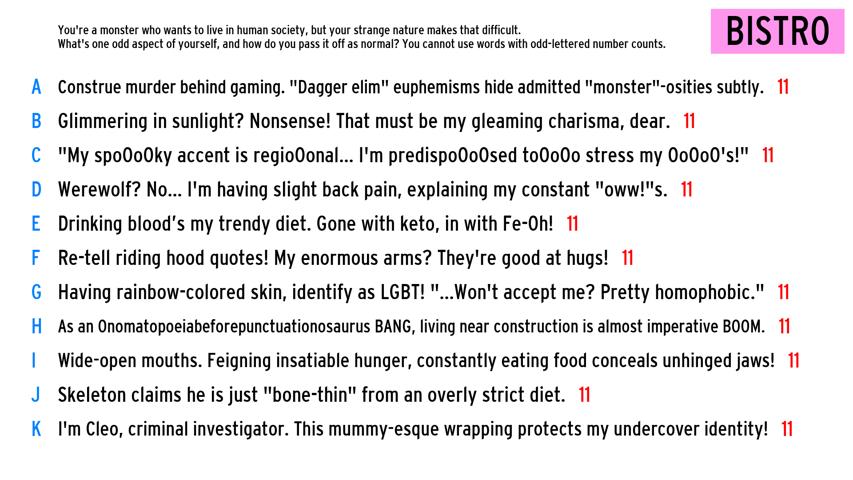 You're a monster who wants to live in human society, but your strange nature makes that difficult.
What's one odd aspect of yourself, and how do you pass it off as normal? You cannot use words with odd-lettered number counts.
BISTRO
A Construe murder behind gaming. "Dagger elim" euphemisms hide admitted "monster"-osities subtly. 11
B Glimmering in sunlight? Nonsense! That must be my gleaming charisma, dear. 11
C "My spoOoOky accent is regioOonal... I'm predispoOoOsed toOoOo stress my OoOoO's!" 11
D Werewolf? No... I'm having slight back pain, explaining my constant "oww!"s. 11
E Drinking blood’s my trendy diet. Gone with keto, in with Fe-Oh! 11
F Re-tell riding hood quotes! My enormous arms? They're good at hugs! 11
G Having rainbow-colored skin, identify as LGBT! "...Won't accept me? Pretty homophobic." 11
H As an Onomatopoeiabeforepunctuationosaurus BANG, living near construction is almost imperative BOOM. 11
I Wide-open mouths. Feigning insatiable hunger, constantly eating food conceals unhinged jaws! 11
J Skeleton claims he is just "bone-thin" from an overly strict diet. 11
K I'm Cleo, criminal investigator. This mummy-esque wrapping protects my undercover identity! 11